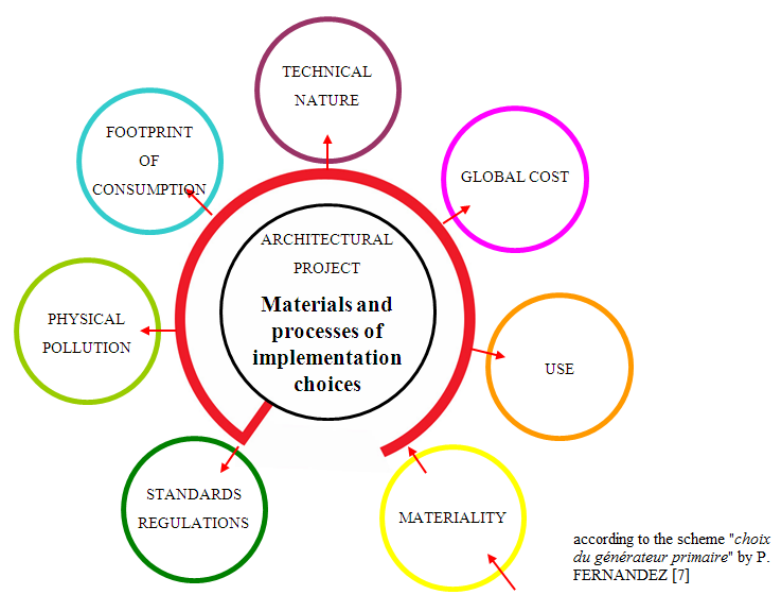 TECHNICAL
NATURE
FOOTPRINT
OF
CONSUMPTION
GLOBAL COST
ARCHITECTURAL
PROJECT
Materials and
processes of
implementation
choices
PHYSICAL
POLLUTION
USE
STANDARDS
REGULATIONS
MATERIALITY
according to the scheme "choix
du générateur primaire" by P.
FERNANDEZ [7]